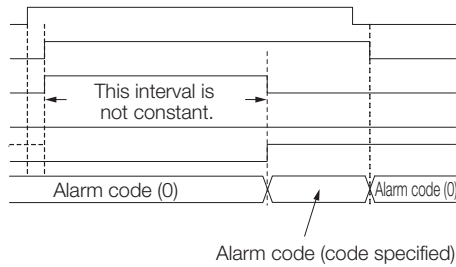 This interval is
not constant.
Alarm code (0)
Alarm code (0)
Alarm code (code specified)